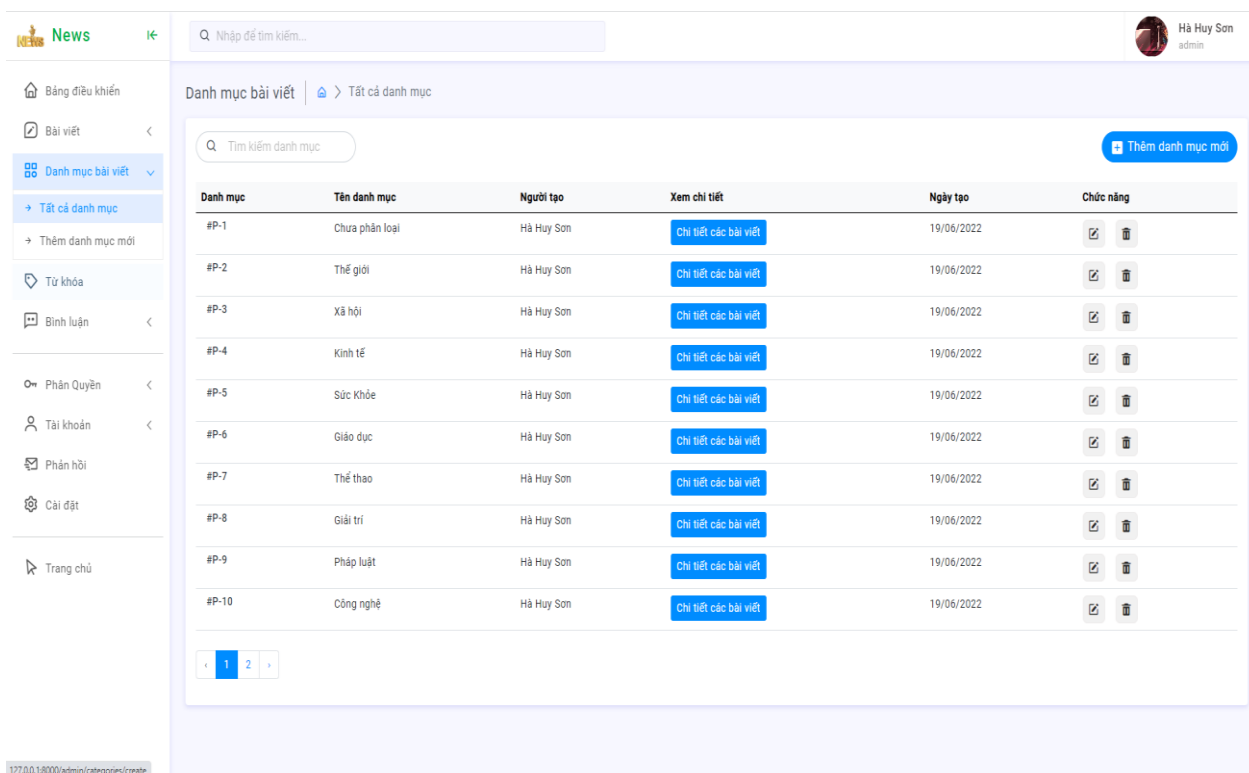 News
Nhập để tìm kiếm...
Hà Huy Sơn
admin
Bảng điều khiển
Bài viết
Danh mục bài viết
Tất cả danh mục
Thêm danh mục mới
Từ khóa
Bình luận
Phân Quyền
Tài khoản
Phản hồi
Cài đặt
Trang chủ
Danh mục bài viết
Tất cả danh mục
Tìm kiếm danh mục
Thêm danh mục mới
Danh mục Tên danh mục Người tạo Xem chi tiết Ngày tạo Chức năng
#P-1 Chưa phân loại Hà Huy Sơn Chi tiết các bài viết 19/06/2022
#P-2 Thế giới Hà Huy Sơn Chi tiết các bài viết 19/06/2022
#P-3 Xã hội Hà Huy Sơn Chi tiết các bài viết 19/06/2022
#P-4 Kinh tế Hà Huy Sơn Chi tiết các bài viết 19/06/2022
#P-5 Sức Khỏe Hà Huy Sơn Chi tiết các bài viết 19/06/2022
#P-6 Giáo dục Hà Huy Sơn Chi tiết các bài viết 19/06/2022
#P-7 Thể thao Hà Huy Sơn Chi tiết các bài viết 19/06/2022
#P-8 Giải trí Hà Huy Sơn Chi tiết các bài viết 19/06/2022
#P-9 Pháp luật Hà Huy Sơn Chi tiết các bài viết 19/06/2022
#P-10 Công nghệ Hà Huy Sơn Chi tiết các bài viết 19/06/2022
‹ 1 2 ›
127.0.0.1:8000/admin/categories/create